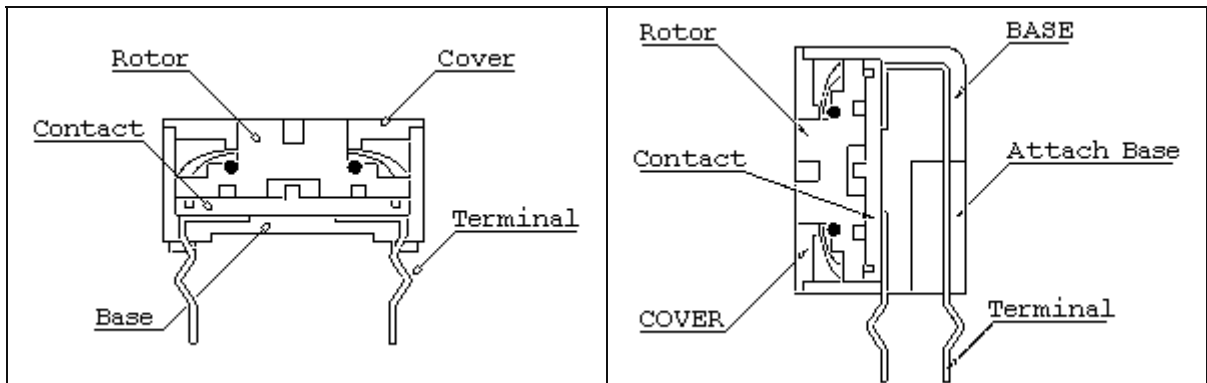 Rotor
Cover
Contact
Terminal
Base
Rotor
BASE
Contact
Attach Base
COVER
Terminal